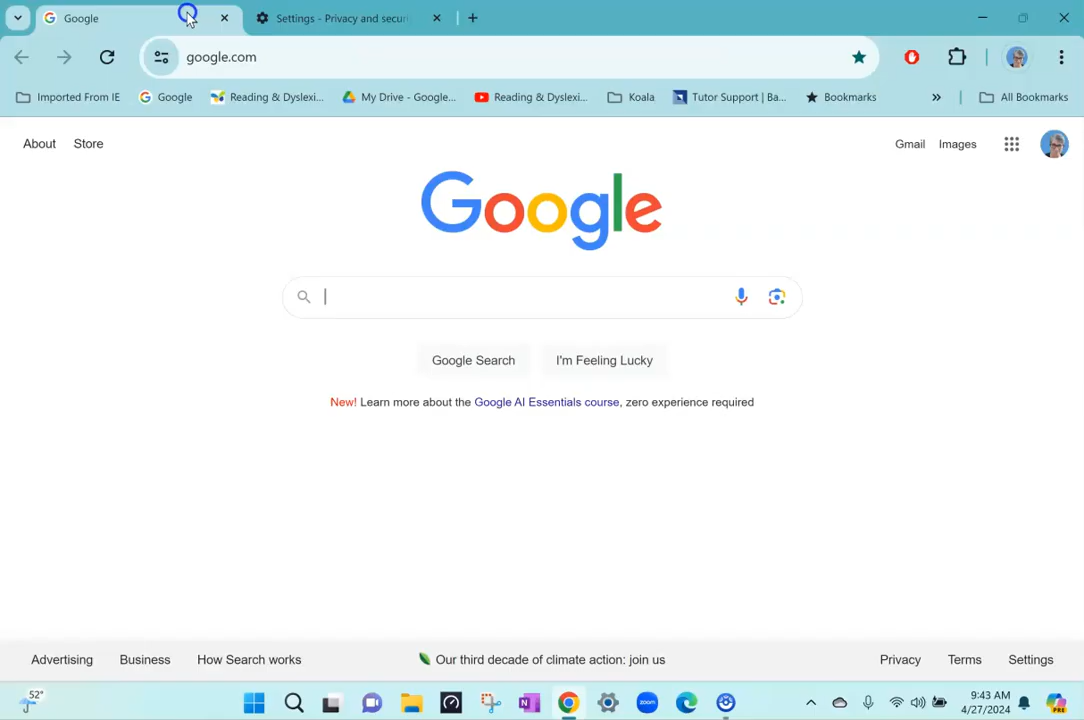 Google
Settings - Privacy and securi
google.com
Imported From IE
Google
Reading & Dyslexi...
My Drive - Google...
Reading & Dyslexi...
Koala
Tutor Support | Ba...
Bookmarks
»
All Bookmarks
About
Store
Gmail
Images
Google
Google Search
I'm Feeling Lucky
New! Learn more about the Google AI Essentials course, zero experience required
Advertising
Business
How Search works
Our third decade of climate action: join us
Privacy
Terms
Settings
52°
N
zoom
9:43 AM
4/27/2024
PRE